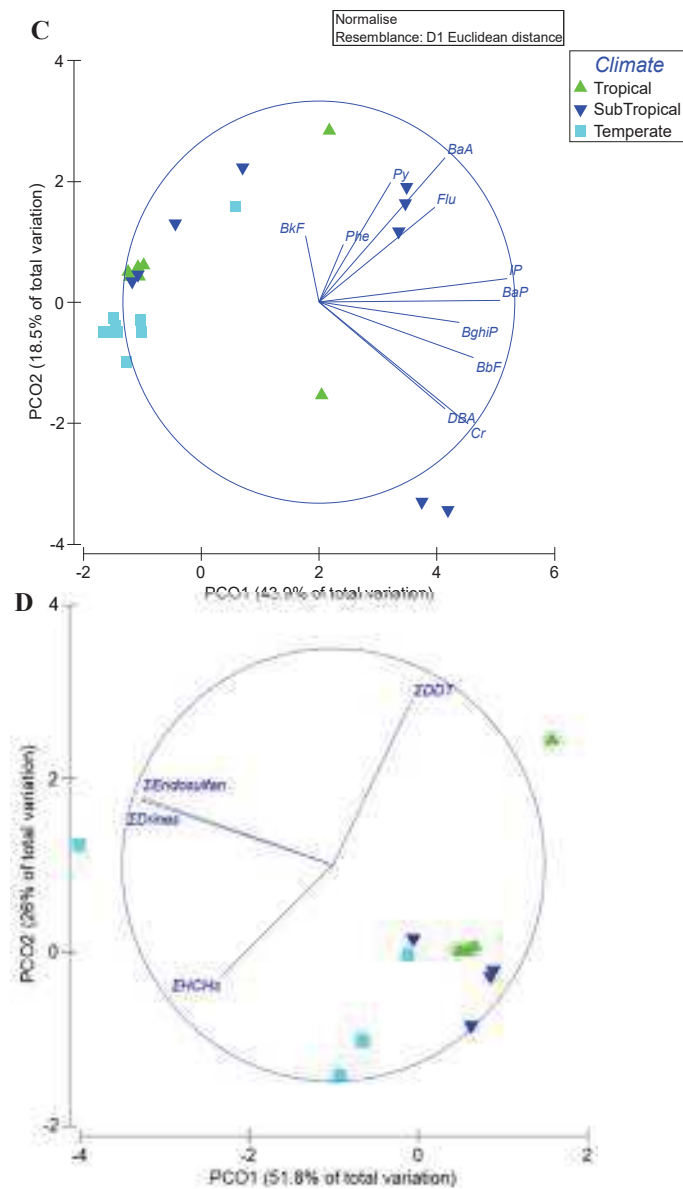 C
Normalise
Resemblance: D1 Euclidean distance
Climate
Tropical
SubTropical
Temperate
4
2
0
-2
-4
PCO2 (18.5% of total variation)
BaA
Py
Flu
BkF
Phe
IP
BaP
BghiP
BbF
DBA
Cr
-2
0
2
4
6
PCO1 (43.9% of total variation)
D
4
2
0
-2
PCO2 (26% of total variation)
ΣDDT
ΣEndosulfan
ΣDrines
ΣHCHs
-4
-2
0
2
PCO1 (51.8% of total variation)